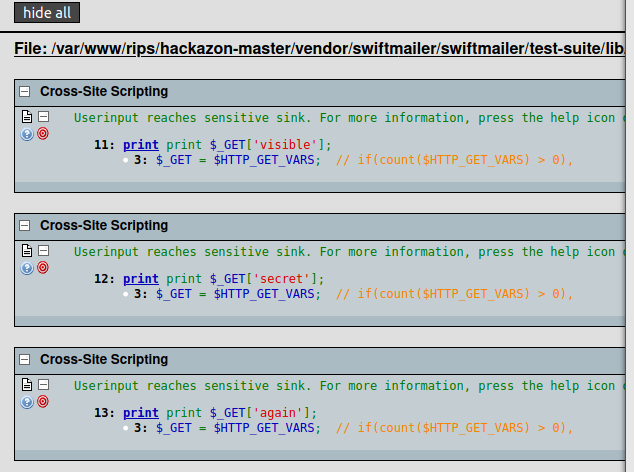 hide all
File: /var/www/rips/hackazon-master/vendor/swiftmailer/swiftmailer/test-suite/lib
Cross-Site Scripting
Userinput reaches sensitive sink. For more information, press the help icon
11: print print $_GET['visible'];
3: $_GET = $HTTP_GET_VARS; // if(count($HTTP_GET_VARS) > 0),
Cross-Site Scripting
Userinput reaches sensitive sink. For more information, press the help icon
12: print print $_GET['secret'];
3: $_GET = $HTTP_GET_VARS; // if(count($HTTP_GET_VARS) > 0),
Cross-Site Scripting
Userinput reaches sensitive sink. For more information, press the help icon
13: print print $_GET['again'];
3: $_GET = $HTTP_GET_VARS; // if(count($HTTP_GET_VARS) > 0),